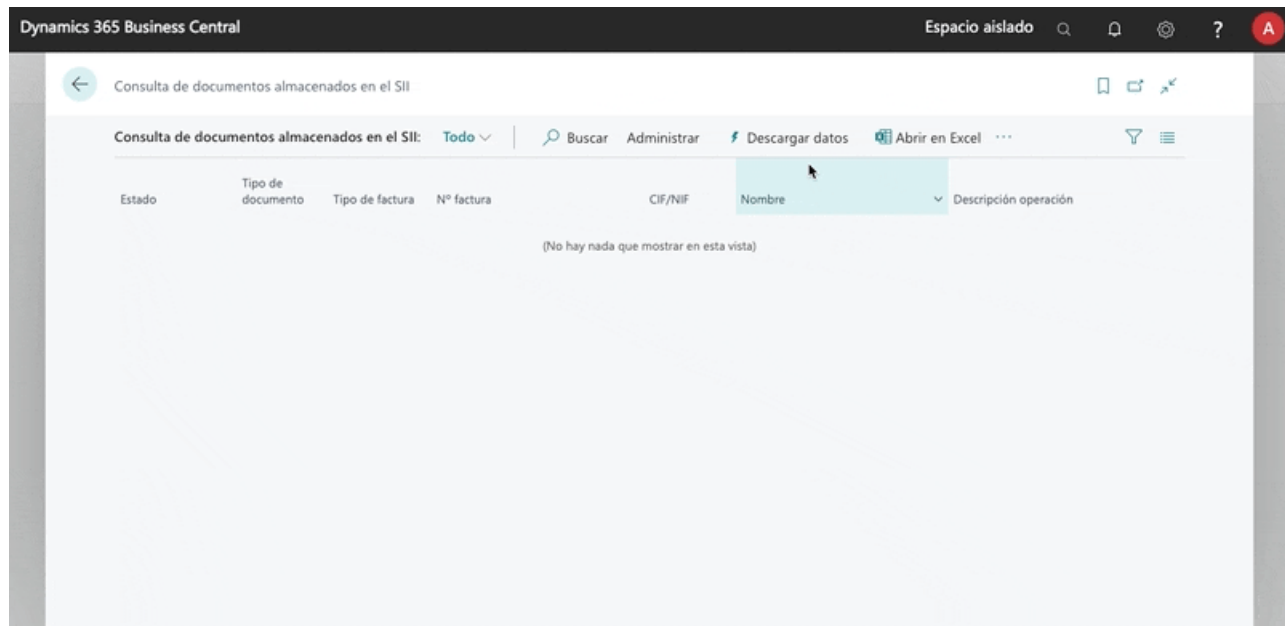 Dynamics 365 Business Central
Espacio aislado
?
A
Consulta de documentos almacenados en el SII
Consulta de documentos almacenados en el SII: Todo Buscar Administrar Descargar datos Abrir en Excel ···
Estado Tipo de documento Tipo de factura Nº factura CIF/NIF Nombre Descripción operación
(No hay nada que mostrar en esta vista)